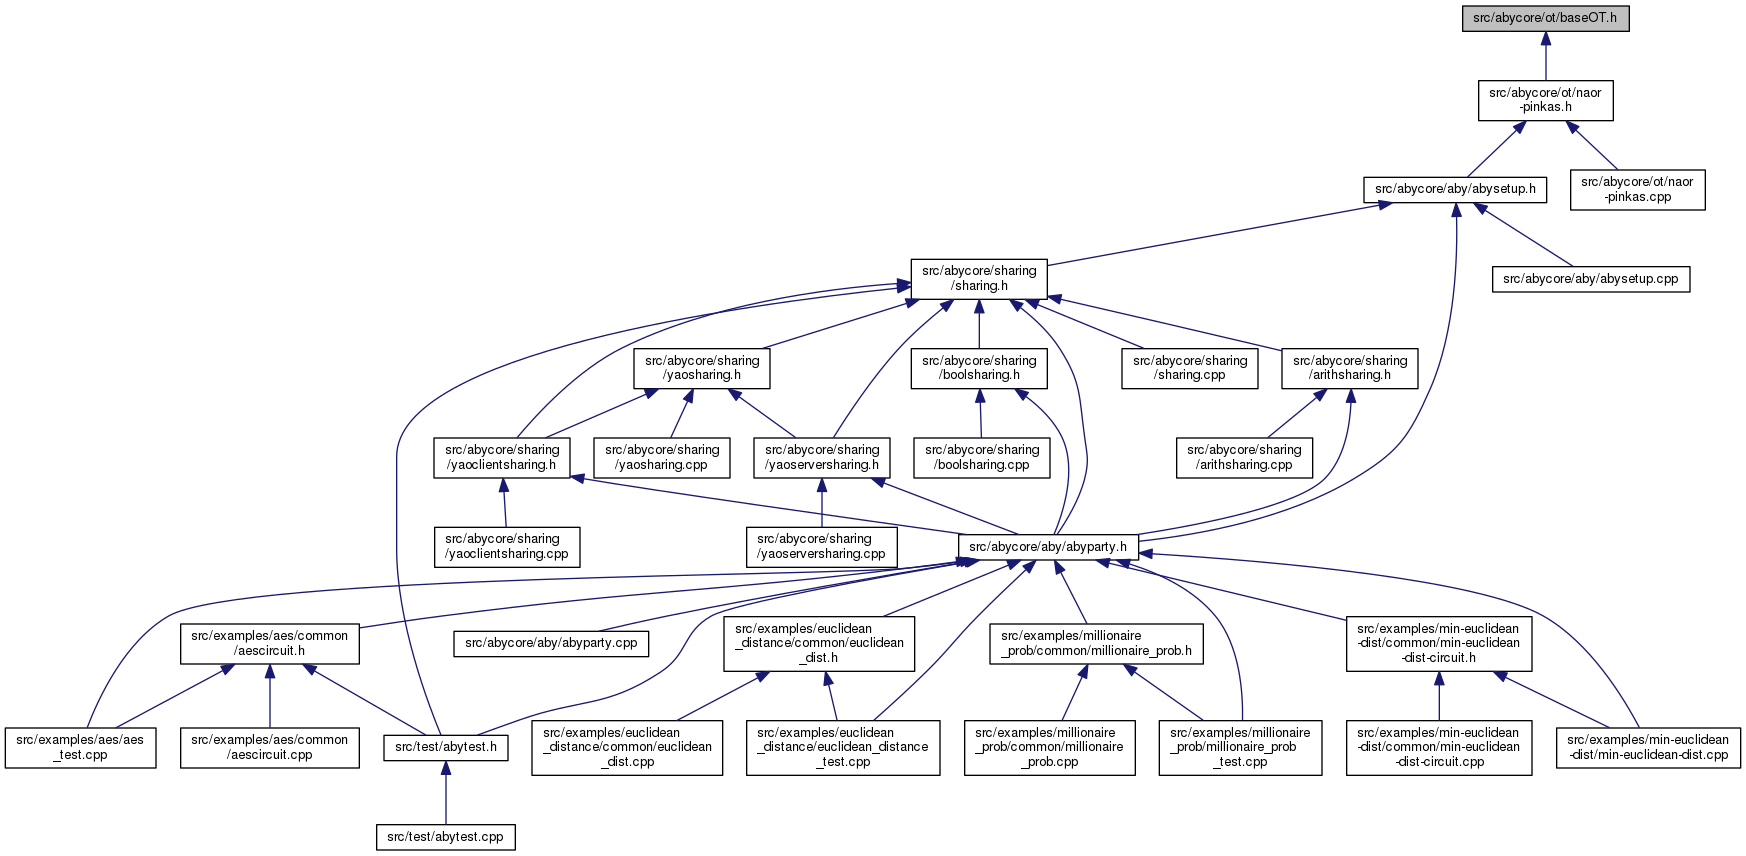 src/abycore/ot/baseOT.h
src/abycore/ot/naor
-pinkas.h
src/abycore/aby/abysetup.h
src/abycore/ot/naor
-pinkas.cpp
src/abycore/sharing
/sharing.h
src/abycore/aby/abysetup.cpp
src/abycore/sharing
/yaosharing.h
src/abycore/sharing
/boolsharing.h
src/abycore/sharing
/sharing.cpp
src/abycore/sharing
/arithsharing.h
src/abycore/sharing
/yaoclientsharing.h
src/abycore/sharing
/yaosharing.cpp
src/abycore/sharing
/yaoserversharing.h
src/abycore/sharing
/boolsharing.cpp
src/abycore/sharing
/arithsharing.cpp
src/abycore/sharing
/yaoclientsharing.cpp
src/abycore/sharing
/yaoserversharing.cpp
src/abycore/aby/abyparty.h
src/examples/aes/common
/aescircuit.h
src/abycore/aby/abyparty.cpp
src/examples/euclidean
_distance/common/euclidean
_dist.h
src/examples/millionaire
_prob/common/millionaire_prob.h
src/examples/min-euclidean
-dist/common/min-euclidean
-dist-circuit.h
src/examples/aes/aes
_test.cpp
src/examples/aes/common
/aescircuit.cpp
src/test/abytest.h
src/examples/euclidean
_distance/common/euclidean
_dist.cpp
src/examples/euclidean
_distance/euclidean_distance
_test.cpp
src/examples/millionaire
_prob/common/millionaire
_prob.cpp
src/examples/millionaire
_prob/millionaire_prob
_test.cpp
src/examples/min-euclidean
-dist/common/min-euclidean
-dist-circuit.cpp
src/examples/min-euclidean
-dist/min-euclidean-dist.cpp
src/test/abytest.cpp